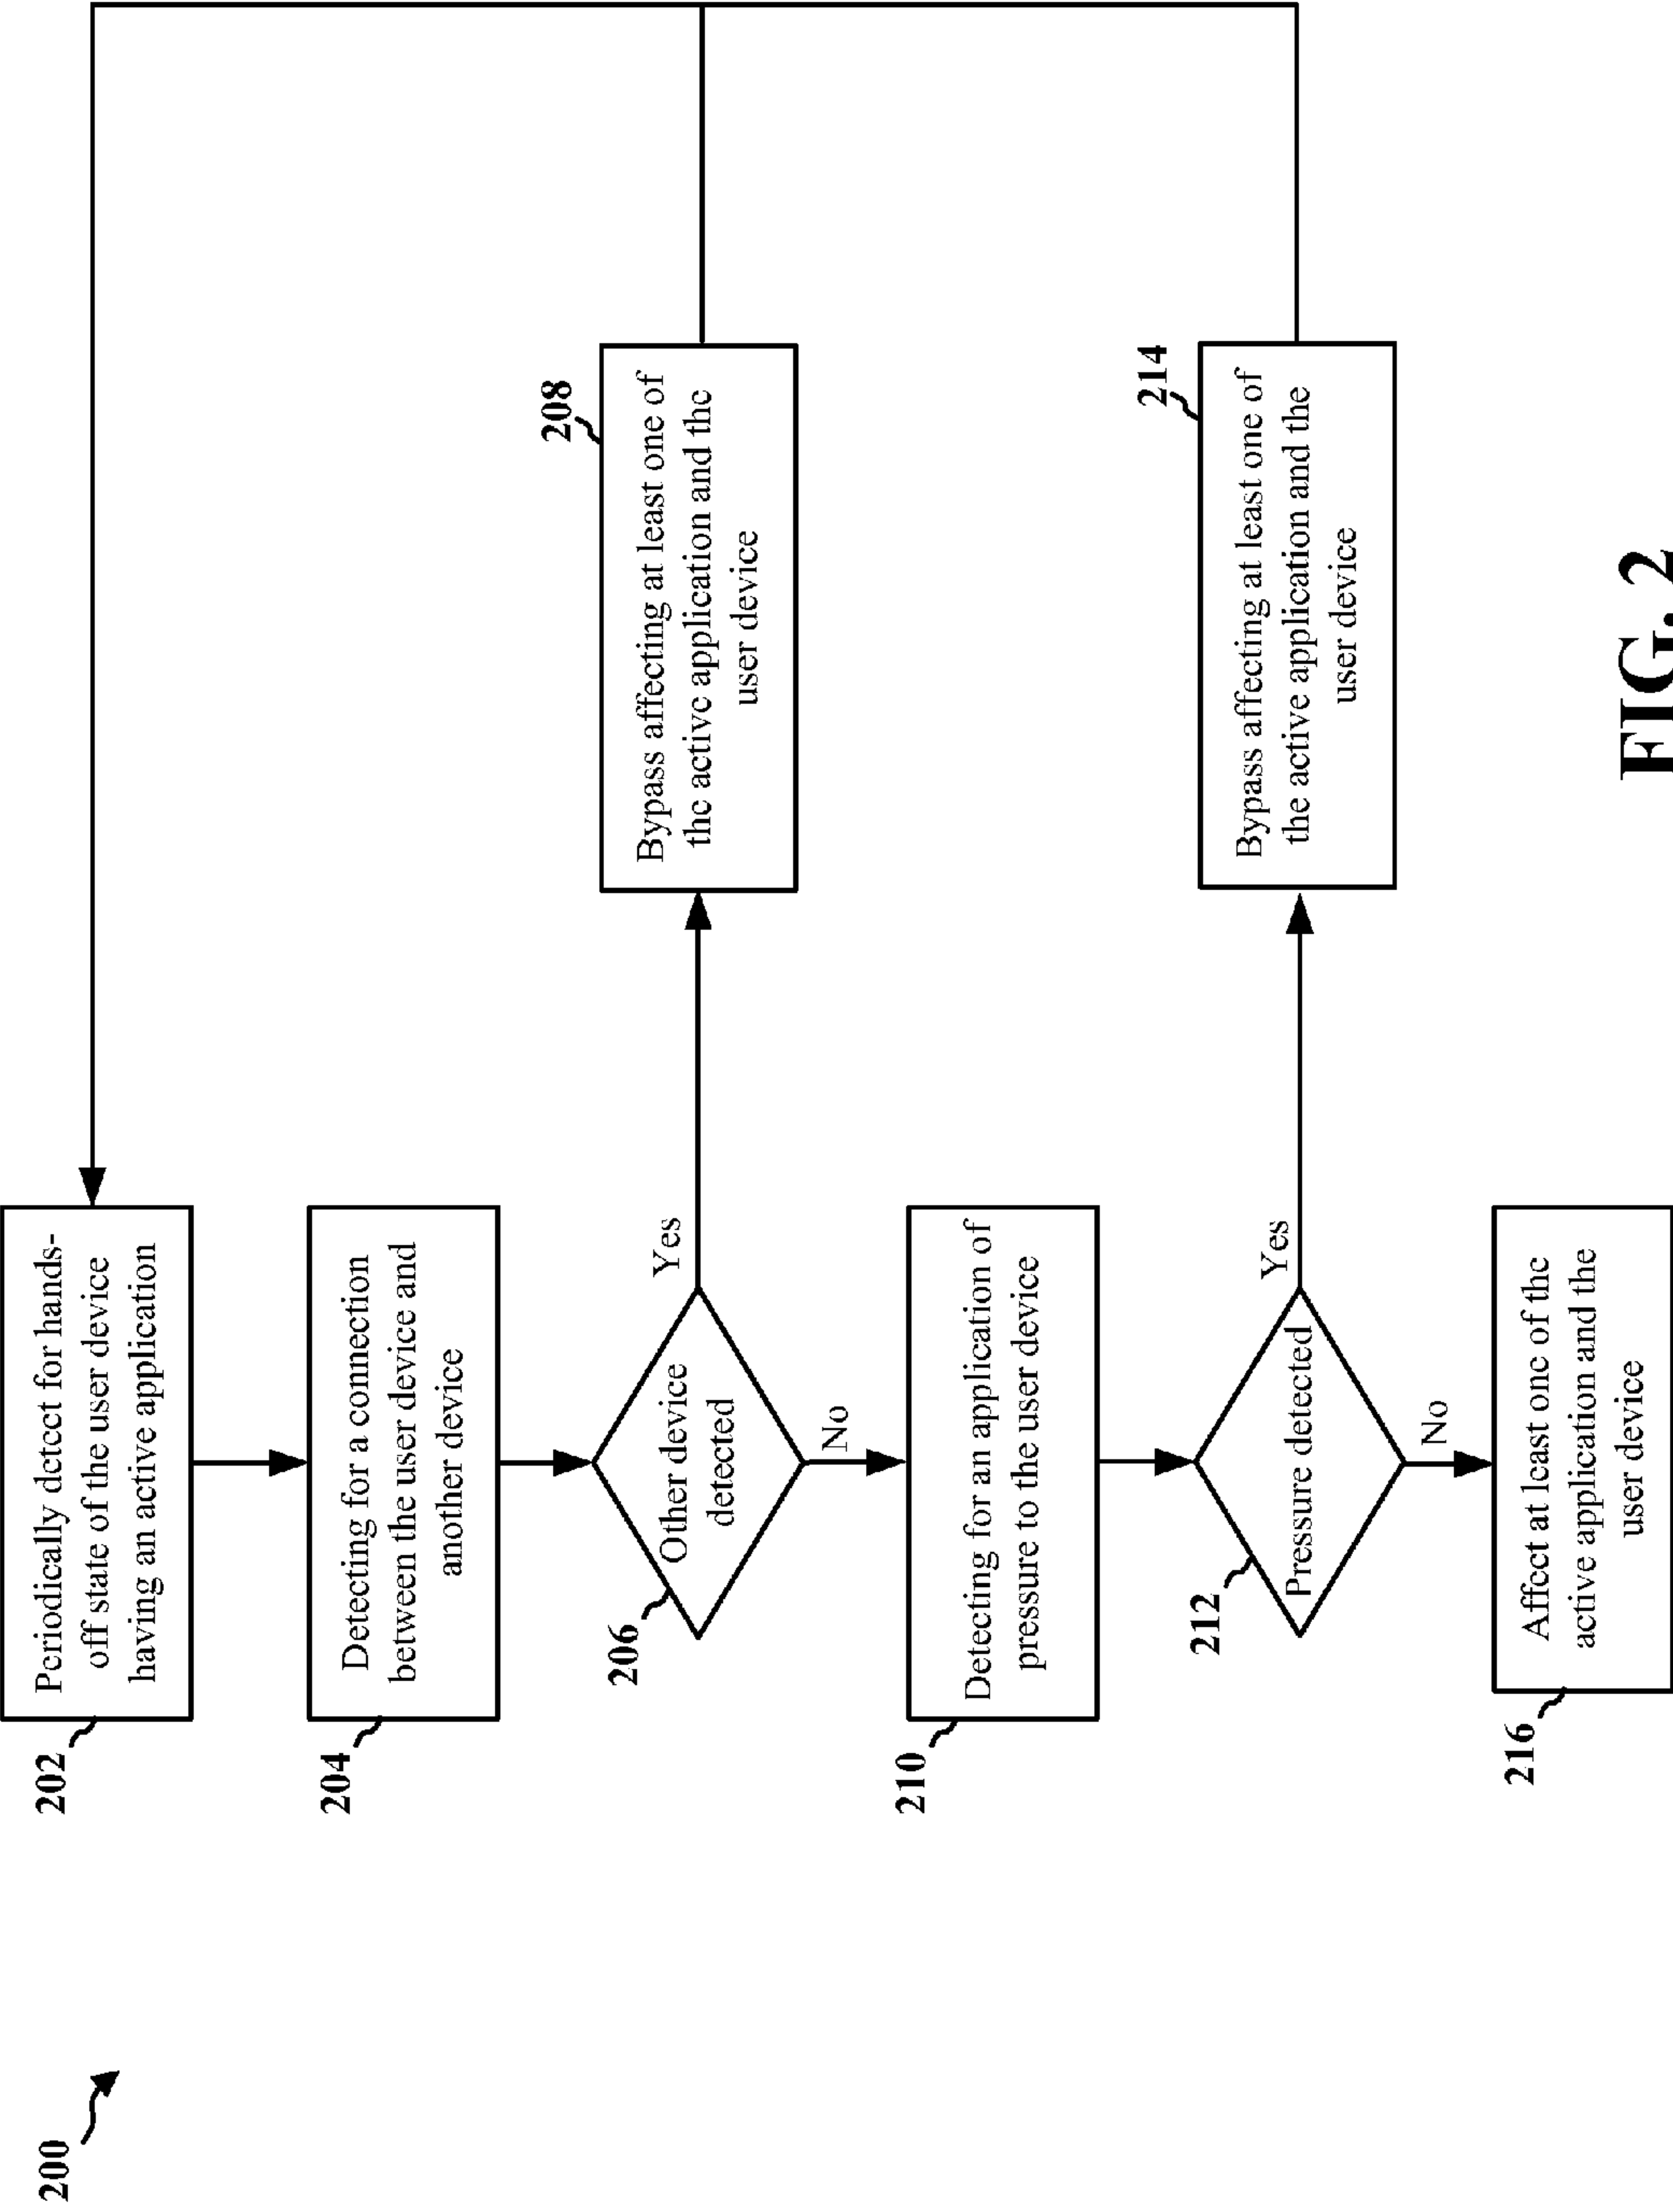 200
202
Periodically detect for hands-
off state of the user device
having an active application
204
Detecting for a connection
between the user device and
another device
206
Other device
detected
Yes
208
Bypass affecting at least one of
the active application and the
user device
No
210
Detecting for an application of
pressure to the user device
212
Pressure detected
Yes
214
Bypass affecting at least one of
the active application and the
user device
No
216
Affect at least one of the
active application and the
user device
FIG. 2